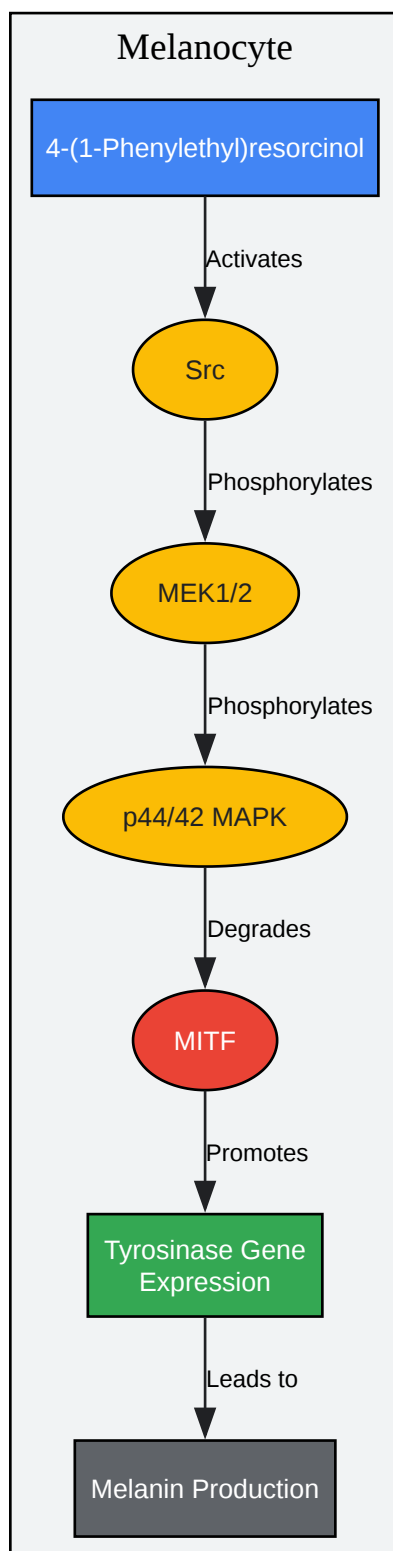 Melanocyte
4-(1-Phenylethyl)resorcinol
Activates
Src
Phosphorylates
MEK1/2
Phosphorylates
p44/42 MAPK
Degrades
MITF
Promotes
Tyrosinase Gene
Expression
Leads to
Melanin Production